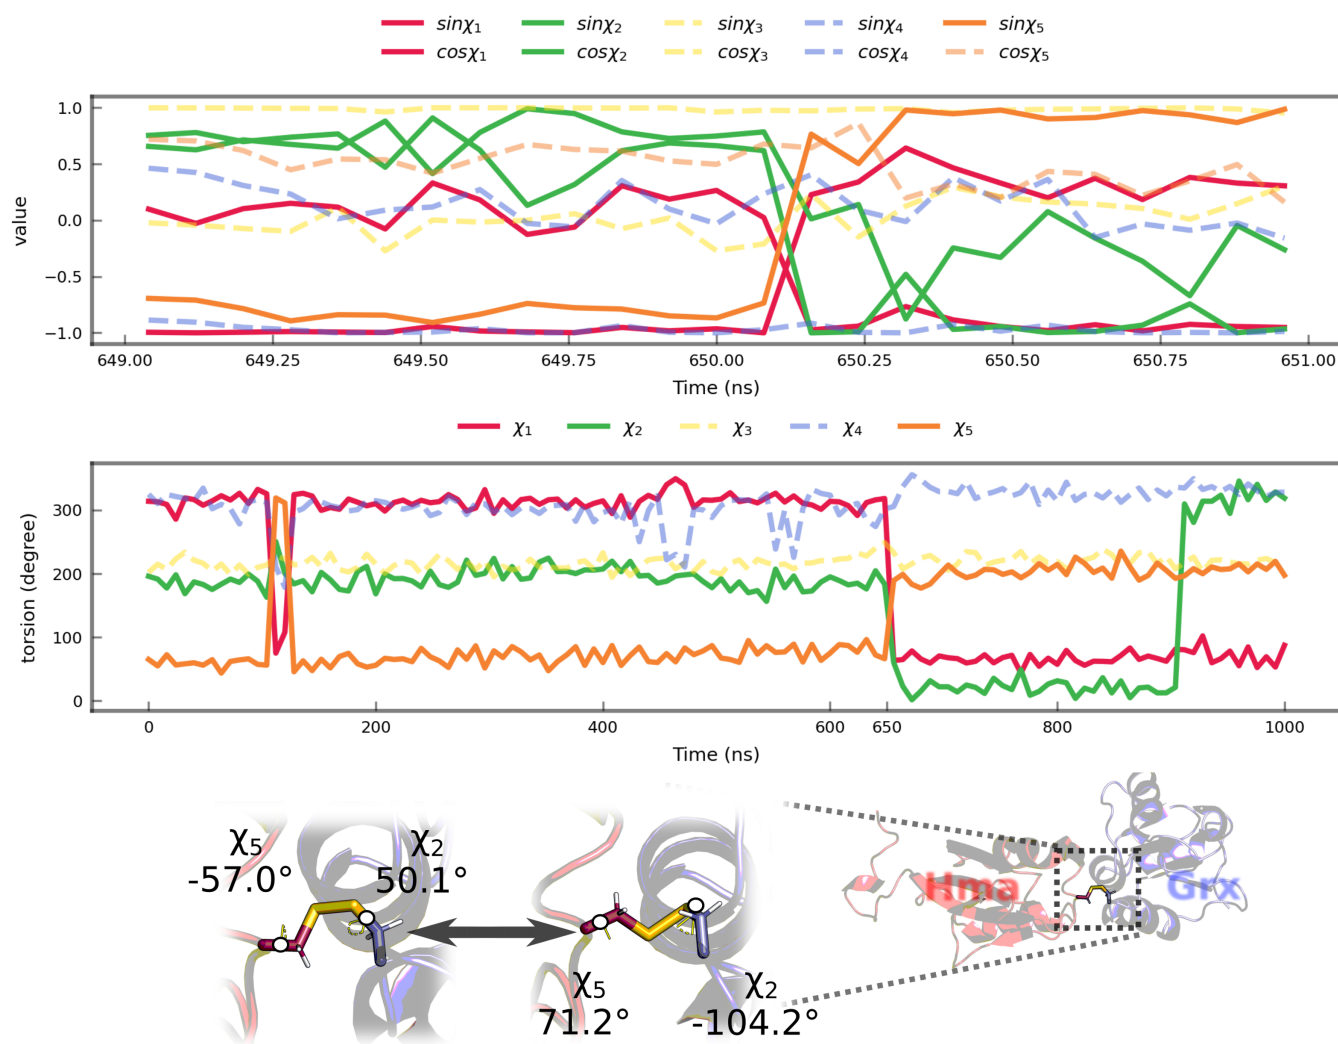 sinχ₁ sinχ₂ sinχ₃ sinχ₄ sinχ₅
cosχ₁ cosχ₂ cosχ₃ cosχ₄ cosχ₅
1.0
0.5
0.0
−0.5
−1.0
value
649.00 649.25 649.50 649.75 650.00 650.25 650.50 650.75 651.00
Time (ns)
χ₁ χ₂ χ₃ χ₄ χ₅
300
200
100
0
torsion (degree)
0 200 400 600 650 800 1000
Time (ns)
χ₅ χ₂
-57.0° 50.1°
Hma Grx
χ₅ χ₂
71.2° -104.2°